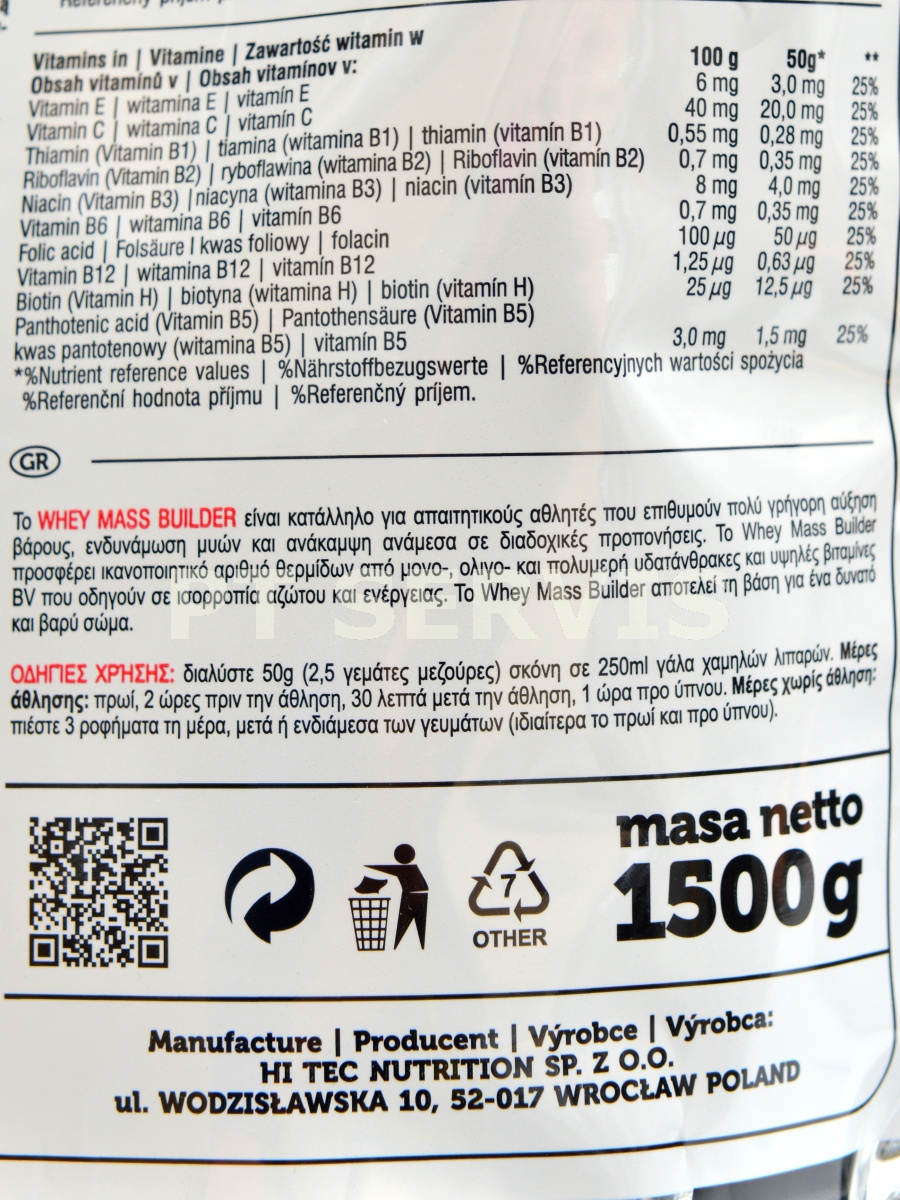 Vitamins in | Vitamine | Zawartość witamin w
Obsah vitamínů v | Obsah vitamínov v: 100 g 50g* **
Vitamin E | witamina E | vitamín E 6 mg 3,0 mg 25%
Vitamin C | witamina C | vitamín C 40 mg 20,0 mg 25%
Thiamin (Vitamin B1) | tiamina (witamina B1) | thiamin (vitamín B1) 0,55 mg 0,28 mg 25%
Riboflavin (Vitamin B2) | ryboflawina (witamina B2) | Riboflavin (vitamín B2) 0,7 mg 0,35 mg 25%
Niacin (Vitamin B3) | niacyna (witamina B3) | niacin (vitamín B3) 8 mg 4,0 mg 25%
Vitamin B6 | witamina B6 | vitamín B6 0,7 mg 0,35 mg 25%
Folic acid | Folsäure l kwas foliowy | folacin 100 µg 50 µg 25%
Vitamin B12 | witamina B12 | vitamín B12 1,25 µg 0,63 µg 25%
Biotin (Vitamin H) | biotyna (witamina H) | biotin (vitamín H) 25 µg 12,5 µg 25%
Panthotenic acid (Vitamin B5) | Pantothensäure (Vitamin B5)
kwas pantotenowy (witamina B5) | vitamín B5 3,0 mg 1,5 mg 25%
*%Nutrient reference values | %Nährstoffbezugswerte | %Referencyjnych wartości spożycia
%Referenční hodnota příjmu | %Referenčný príjem.
GR
Το WHEY MASS BUILDER είναι κατάλληλο για απαιτητικούς αθλητές που επιθυμούν πολύ γρήγορη αύξηση
βάρους, ενδυνάμωση μυών και ανάκαμψη ανάμεσα σε διαδοχικές προπονήσεις. Το Whey Mass Builder
προσφέρει ικανοποιητικό αριθμό θερμίδων από μονο-, ολιγο- και πολυμερή υδατάνθρακες και υψηλές βιταμίνες
BV που οδηγούν σε ισορροπία αζώτου και ενέργειας. Το Whey Mass Builder αποτελεί τη βάση για ένα δυνατό
και βαρύ σώμα.
PT SERVIS
ΟΔΗΓΙΕΣ ΧΡΉΣΗΣ: διαλύστε 50g (2,5 γεμάτες μεζούρες) σκόνη σε 250ml γάλα χαμηλών λιπαρών. Μέρες
άθλησης: πρωί, 2 ώρες πριν την άθληση, 30 λεπτά μετά την άθληση, 1 ώρα προ ύπνου. Μέρες χωρίς άθληση:
πιέστε 3 ροφήματα τη μέρα, μετά ή ενδιάμεσα των γευμάτων (ιδιαίτερα το πρωί και προ ύπνου).
7
OTHER
masa netto
1500g
Manufacture | Producent | Výrobce | Výrobca:
HI TEC NUTRITION SP. Z O.O.
ul. WODZISŁAWSKA 10, 52-017 WROCŁAW POLAND